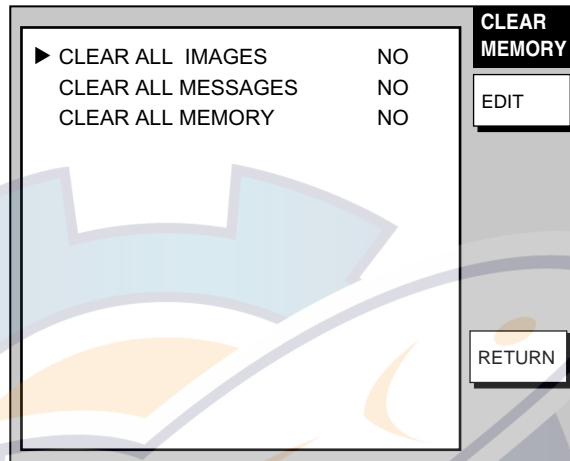 CLEAR ALL IMAGES NO
CLEAR ALL MESSAGES NO
CLEAR ALL MEMORY NO
CLEAR
MEMORY
EDIT
RETURN